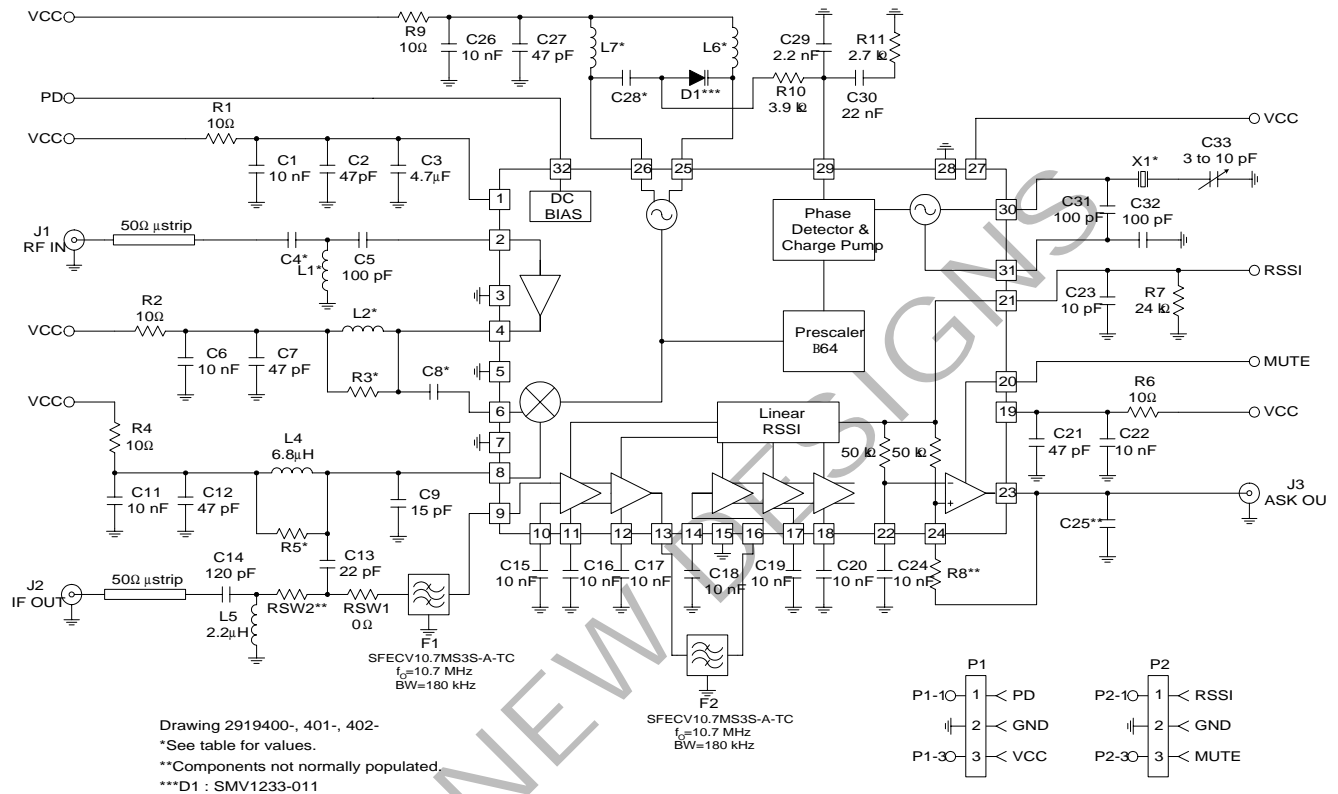 VCC
R9
10Ω
C26
10 nF
C27
47 pF
L7*
L6*
C28*
D1***
C29
2.2 nF
R11
2.7 kΩ
R10
3.9 kΩ
C30
22 nF
PD
R1
10Ω
VCC
C1
10 nF
C2
47pF
C3
4.7μF
32
26
25
29
28
27
VCC
C33
3 to 10 pF
X1*
1
DC
BIAS
Phase
Detector &
Charge Pump
30
C31
100 pF
C32
100 pF
J1
RF IN
50Ω μstrip
C4*
L1*
C5
100 pF
2
31
3
21
RSSI
C23
10 pF
R7
24 kΩ
R2
10Ω
VCC
L2*
4
C6
10 nF
C7
47 pF
R3*
C8*
5
6
Prescaler
B64
MUTE
20
R6
10Ω
19
VCC
VCC
R4
10Ω
7
Linear
RSSI
50 kΩ
50 kΩ
C21
47 pF
C22
10 nF
L4
6.8μH
8
C11
10 nF
C12
47 pF
C9
15 pF
9
-
+
23
J3
ASK OU
C25**
R5*
10
11
12
13
14
15
16
17
18
22
24
C13
22 pF
C14
120 pF
J2
IF OUT
50Ω μstrip
L5
2.2μH
RSW2**
RSW1
0Ω
C15
10 nF
C16
10 nF
C17
10 nF
C18
10 nF
C19
10 nF
C20
10 nF
C24
10 nF
R8**
F1
SFECV10.7MS3S-A-TC
fO=10.7 MHz
BW=180 kHz
F2
SFECV10.7MS3S-A-TC
fO=10.7 MHz
BW=180 kHz
P1
P1-1
1
PD
2
GND
P1-3
3
VCC
P2
P2-1
1
RSSI
2
GND
P2-3
3
MUTE
Drawing 2919400-, 401-, 402-
*See table for values.
**Components not normally populated.
***D1 : SMV1233-011
NEW DESIGNS